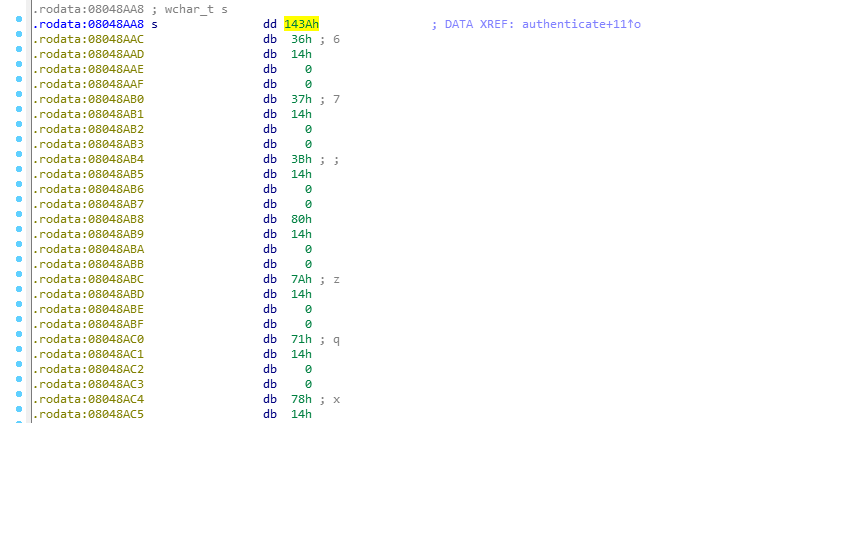 .rodata:08048AA8 ; wchar_t s
.rodata:08048AA8 s dd 143Ah ; DATA XREF: authenticate+11↑o
.rodata:08048AAC db 36h ; 6
.rodata:08048AAD db 14h
.rodata:08048AAE db 0
.rodata:08048AAF db 0
.rodata:08048AB0 db 37h ; 7
.rodata:08048AB1 db 14h
.rodata:08048AB2 db 0
.rodata:08048AB3 db 0
.rodata:08048AB4 db 3Bh ; ;
.rodata:08048AB5 db 14h
.rodata:08048AB6 db 0
.rodata:08048AB7 db 0
.rodata:08048AB8 db 80h
.rodata:08048AB9 db 14h
.rodata:08048ABA db 0
.rodata:08048ABB db 0
.rodata:08048ABC db 7Ah ; z
.rodata:08048ABD db 14h
.rodata:08048ABE db 0
.rodata:08048ABF db 0
.rodata:08048AC0 db 71h ; q
.rodata:08048AC1 db 14h
.rodata:08048AC2 db 0
.rodata:08048AC3 db 0
.rodata:08048AC4 db 78h ; x
.rodata:08048AC5 db 14h